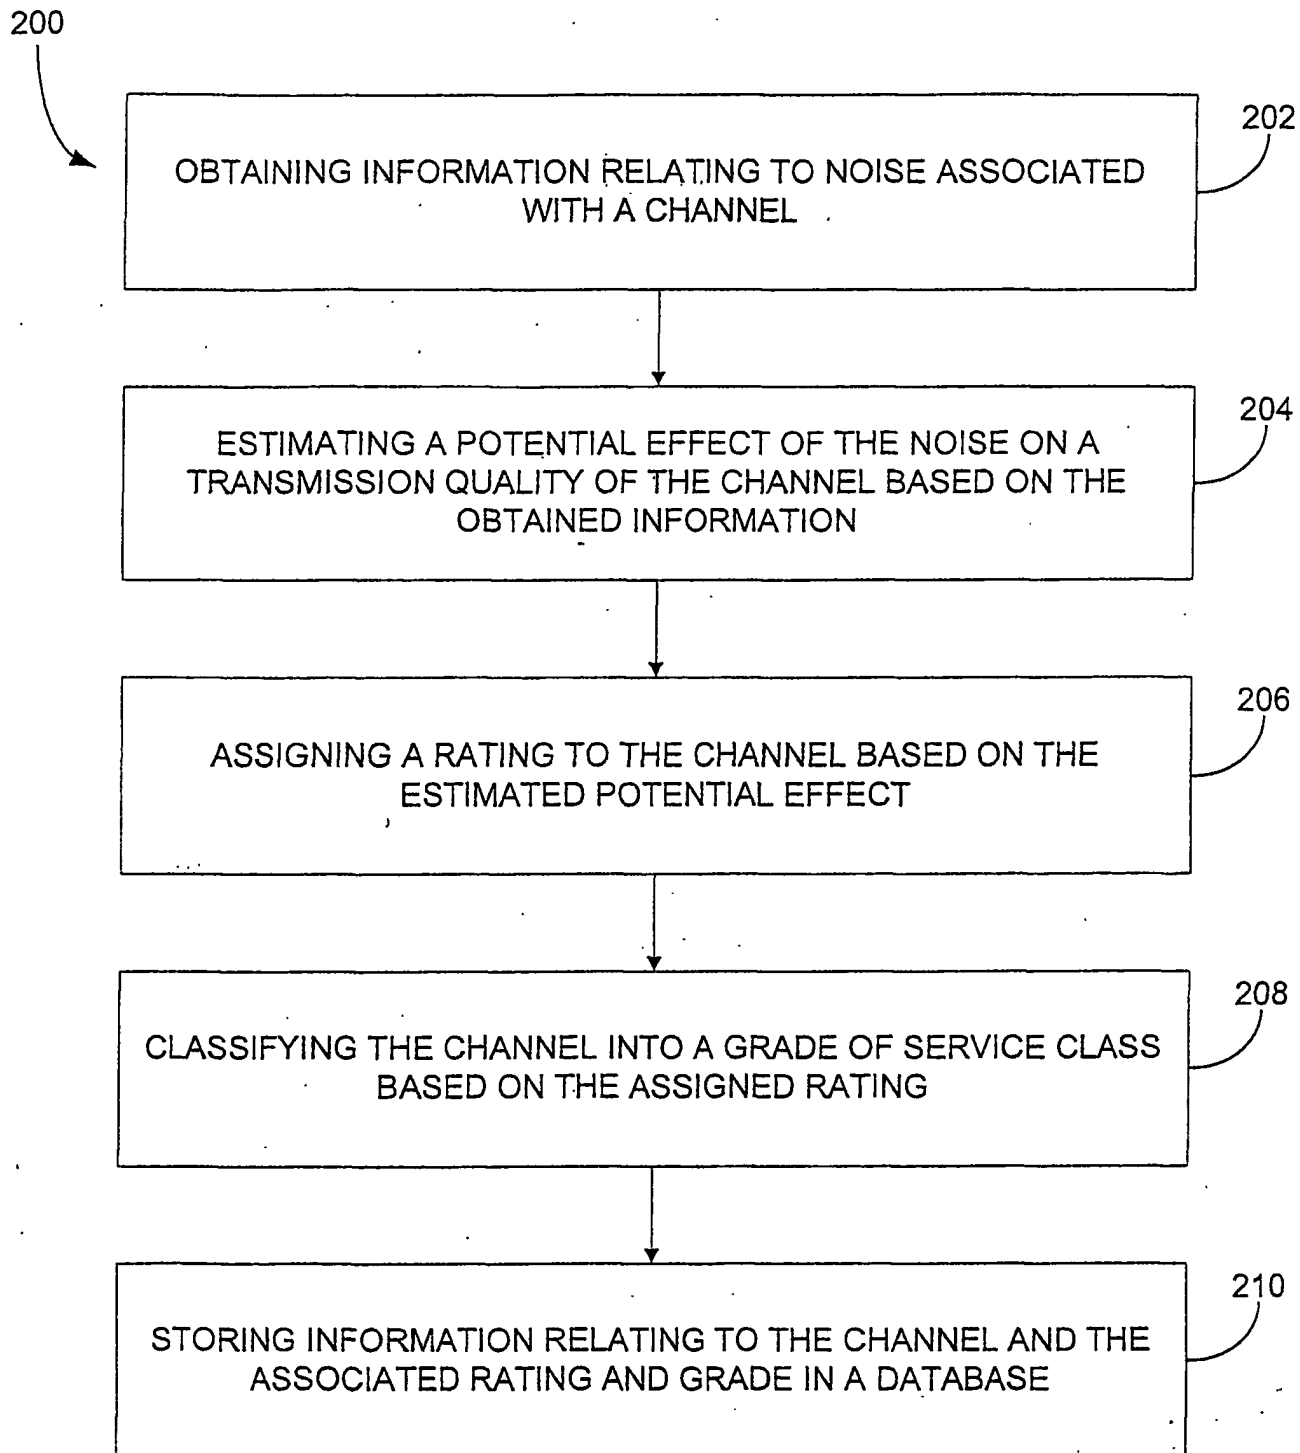 200
202
OBTAINING INFORMATION RELATING TO NOISE ASSOCIATED
WITH A CHANNEL
204
ESTIMATING A POTENTIAL EFFECT OF THE NOISE ON A
TRANSMISSION QUALITY OF THE CHANNEL BASED ON THE
OBTAINED INFORMATION
206
ASSIGNING A RATING TO THE CHANNEL BASED ON THE
ESTIMATED POTENTIAL EFFECT
208
CLASSIFYING THE CHANNEL INTO A GRADE OF SERVICE CLASS
BASED ON THE ASSIGNED RATING
210
STORING INFORMATION RELATING TO THE CHANNEL AND THE
ASSOCIATED RATING AND GRADE IN A DATABASE